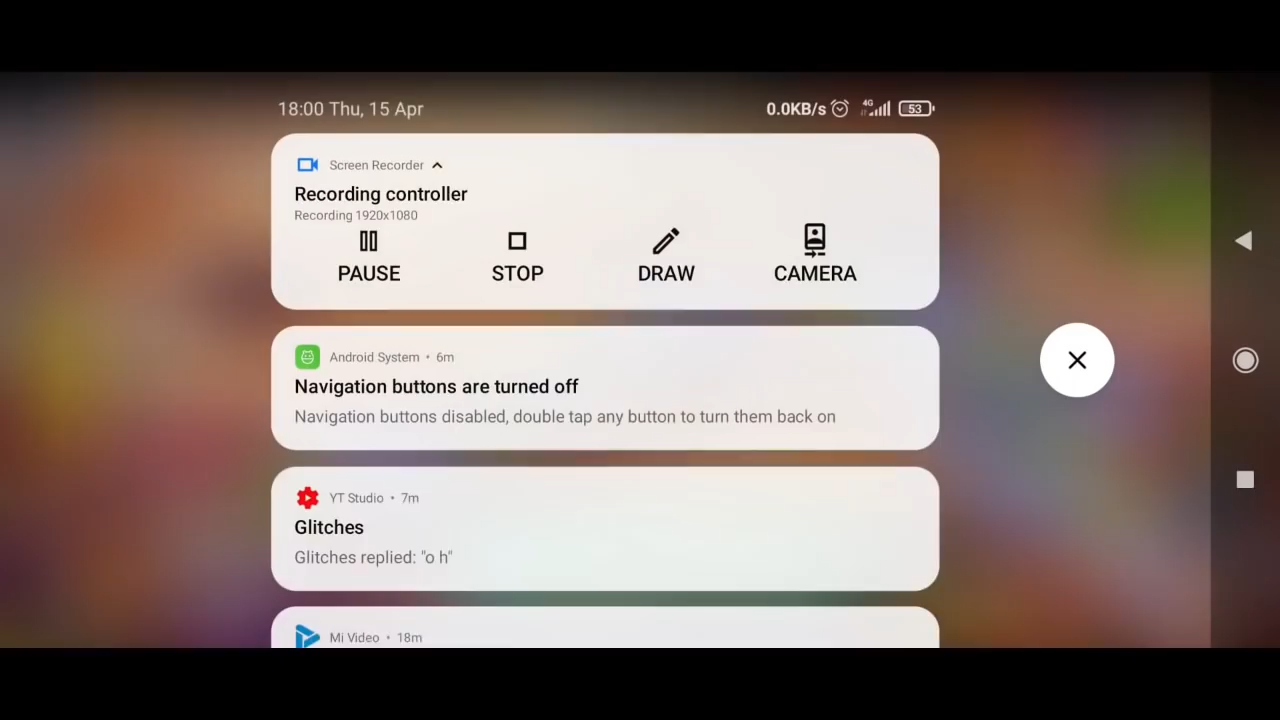 18:00 Thu, 15 Apr 0.0KB/s 4G 53
Screen Recorder
Recording controller
Recording 1920x1080
PAUSE STOP DRAW CAMERA
Android System • 6m
Navigation buttons are turned off
Navigation buttons disabled, double tap any button to turn them back on
YT Studio • 7m
Glitches
Glitches replied: "o h"
Mi Video • 18m